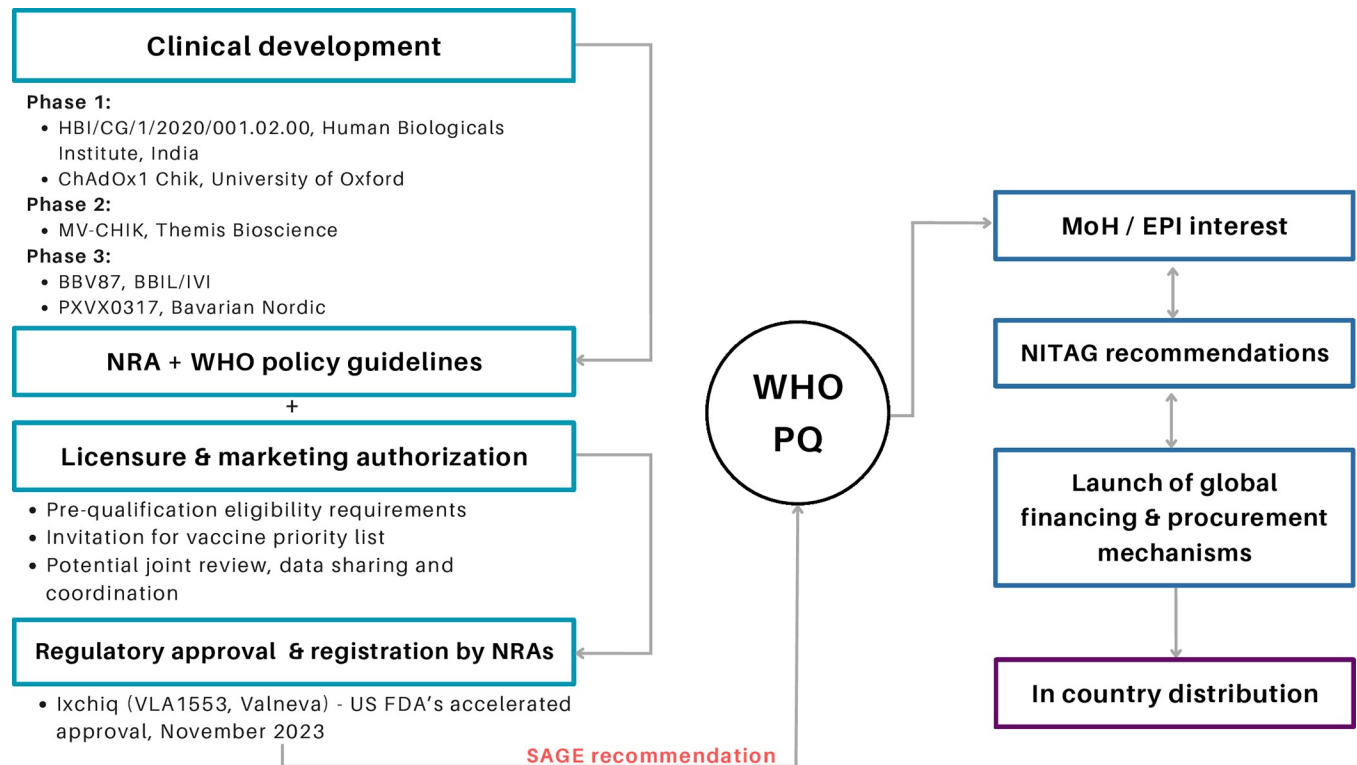 Clinical development
Phase 1:
• HBI/CG/1/2020/001.02.00, Human Biologicals
Institute, India
• ChAdOx1 Chik, University of Oxford
Phase 2:
• MV-CHIK, Themis Bioscience
Phase 3:
• BBV87, BBIL/IVI
• PXVX0317, Bavarian Nordic
NRA + WHO policy guidelines
+
Licensure & marketing authorization
• Pre-qualification eligibility requirements
• Invitation for vaccine priority list
• Potential joint review, data sharing and
coordination
Regulatory approval & registration by NRAs
• Ixchiq (VLA1553, Valneva) - US FDA’s accelerated
approval, November 2023
SAGE recommendation
WHO
PQ
MoH / EPI interest
NITAG recommendations
Launch of global
financing & procurement
mechanisms
In country distribution